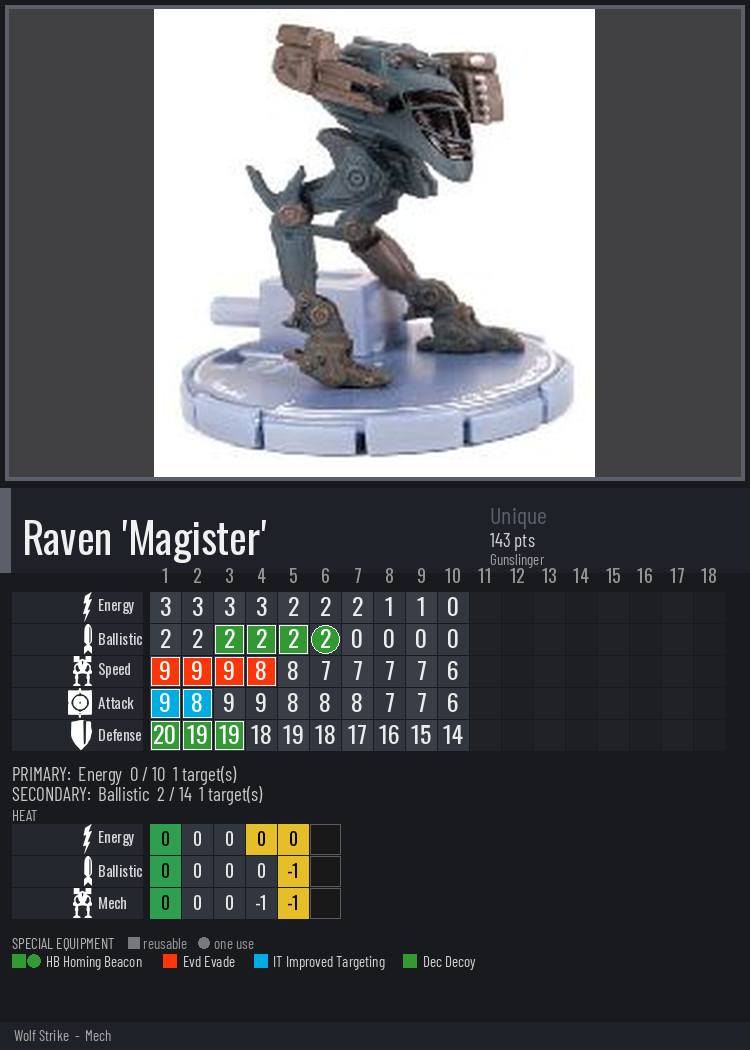 Raven 'Magister'
Unique
143 pts
Gunslinger
1 2 3 4 5 6 7 8 9 10 11 12 13 14 15 16 17 18
Energy 3 3 3 3 2 2 2 1 1 0
Ballistic 2 2 2 2 2 2 0 0 0 0
Speed 9 9 9 8 8 7 7 7 7 6
Attack 9 8 9 9 8 8 8 7 7 6
Defense 20 19 19 18 19 18 17 16 15 14
PRIMARY: Energy 0 / 10 1 target(s)
SECONDARY: Ballistic 2 / 14 1 target(s)
HEAT
Energy 0 0 0 0 0
Ballistic 0 0 0 0 -1
Mech 0 0 0 -1 -1
SPECIAL EQUIPMENT reusable one use
HB Homing Beacon Evd Evade IT Improved Targeting Dec Decoy
Wolf Strike - Mech